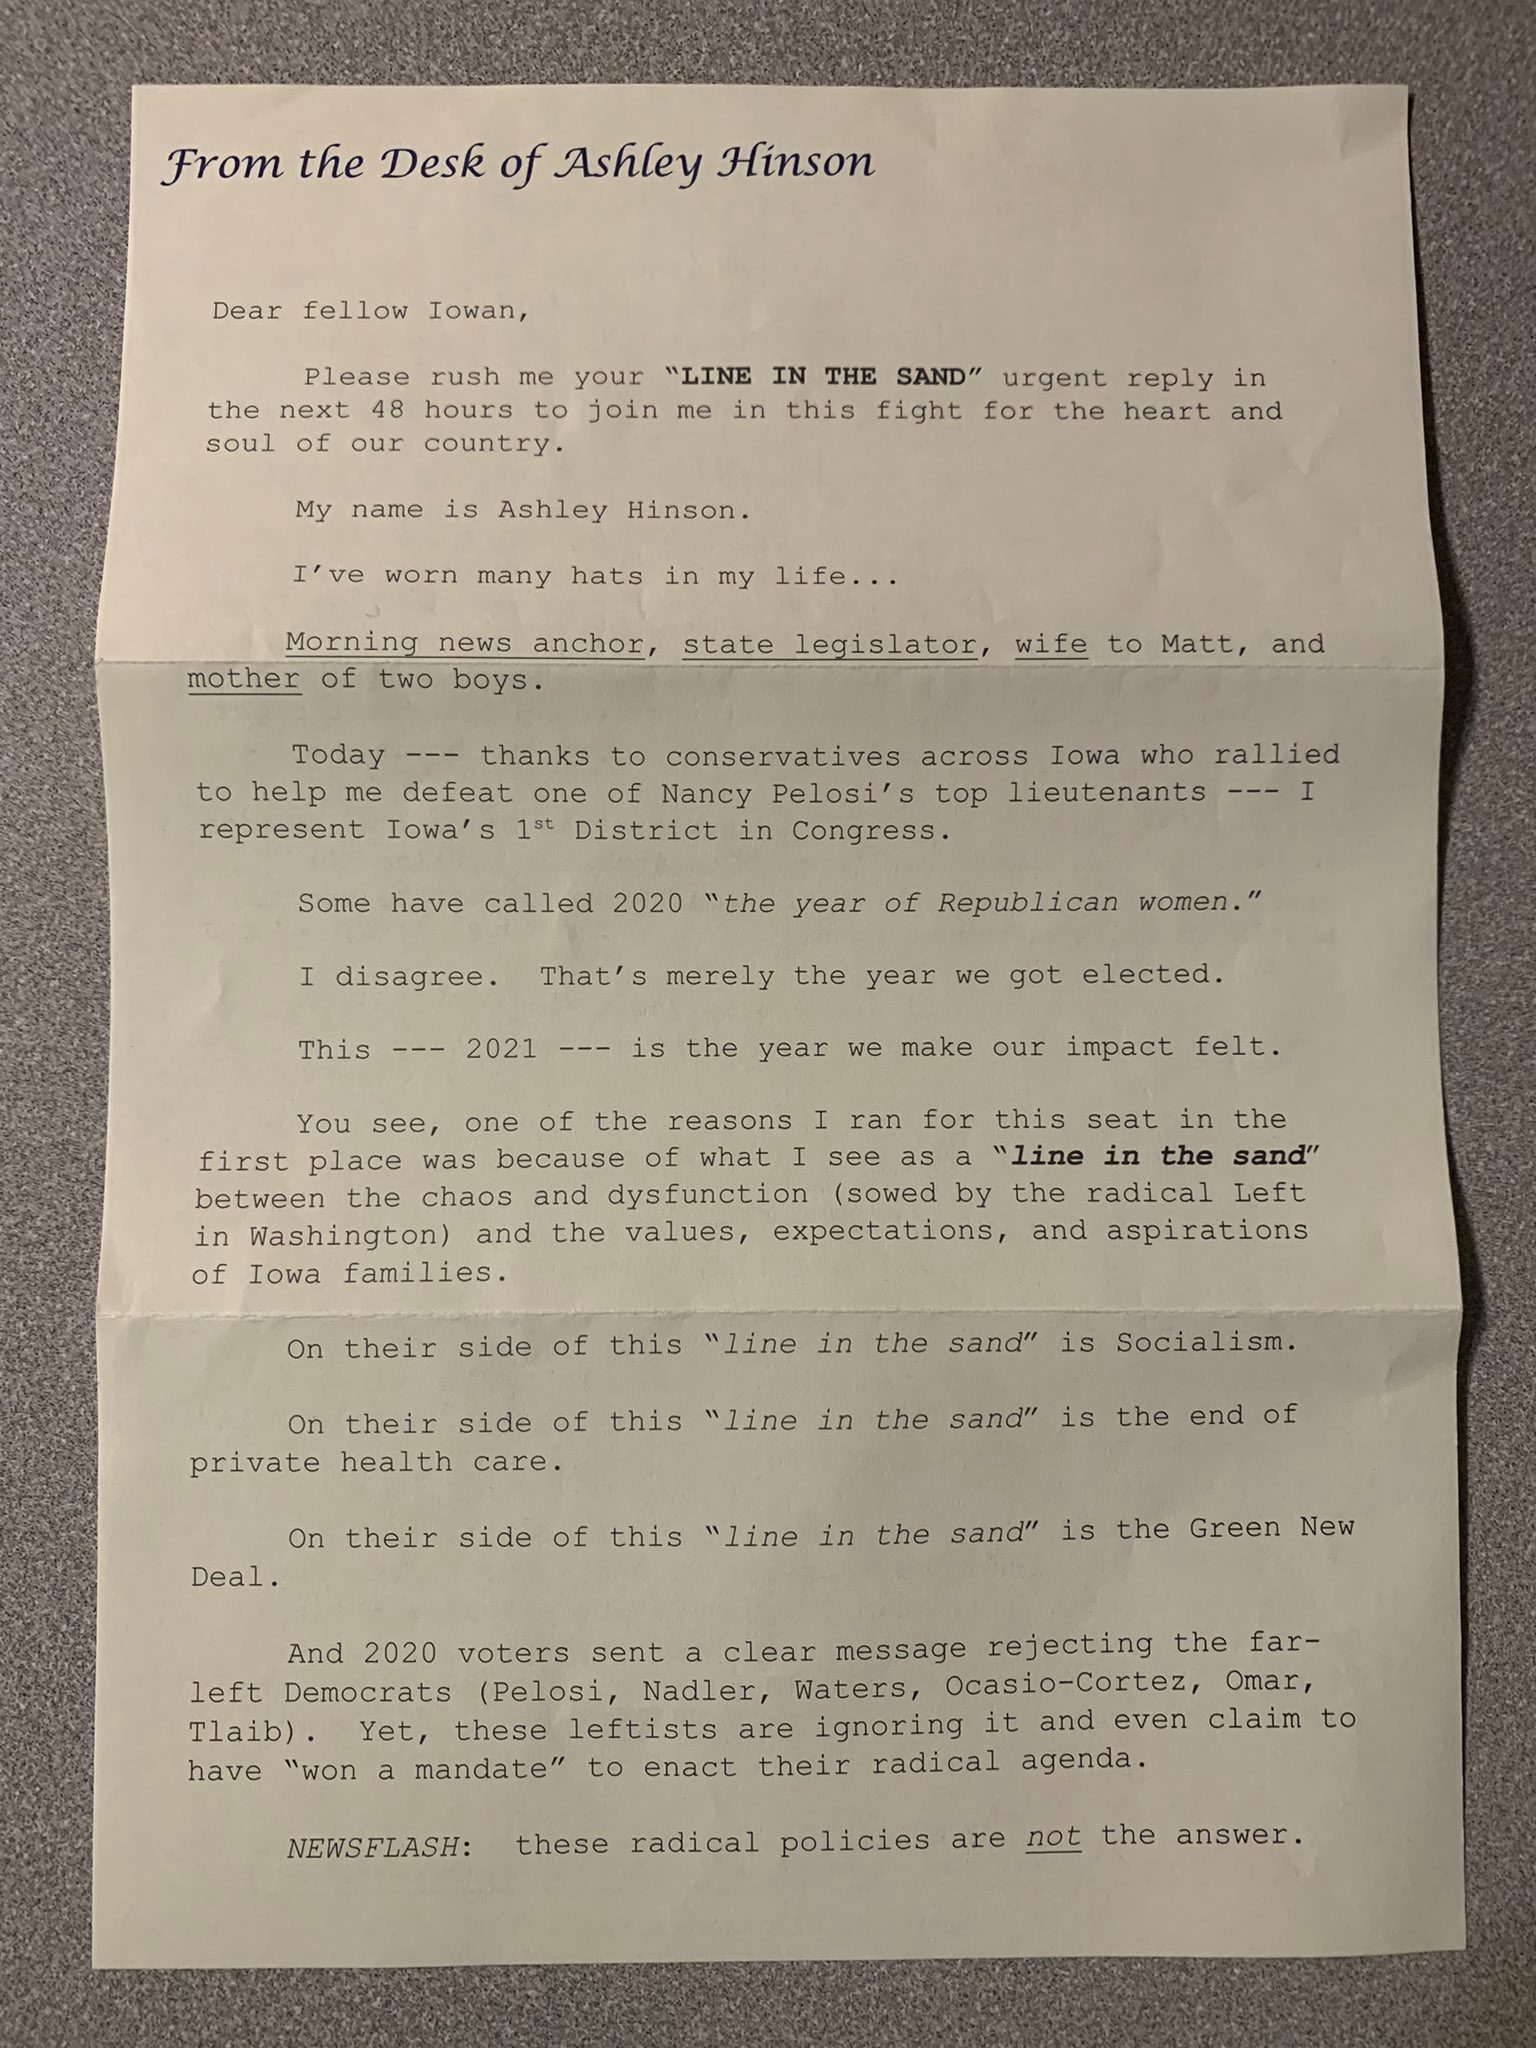 From the Desk of Ashley Hinson
Dear fellow Iowan,
Please rush me your “LINE IN THE SAND” urgent reply in
the next 48 hours to join me in this fight for the heart and
soul of our country.
My name is Ashley Hinson.
I’ve worn many hats in my life...
Morning news anchor, state legislator, wife to Matt, and
mother of two boys.
Today --- thanks to conservatives across Iowa who rallied
to help me defeat one of Nancy Pelosi’s top lieutenants --- I
represent Iowa’s 1st District in Congress.
Some have called 2020 “the year of Republican women.”
I disagree.  That’s merely the year we got elected.
This --- 2021 --- is the year we make our impact felt.
You see, one of the reasons I ran for this seat in the
first place was because of what I see as a “line in the sand”
between the chaos and dysfunction (sowed by the radical Left
in Washington) and the values, expectations, and aspirations
of Iowa families.
On their side of this “line in the sand” is Socialism.
On their side of this “line in the sand” is the end of
private health care.
On their side of this “line in the sand” is the Green New
Deal.
And 2020 voters sent a clear message rejecting the far-
left Democrats (Pelosi, Nadler, Waters, Ocasio-Cortez, Omar,
Tlaib).  Yet, these leftists are ignoring it and even claim to
have “won a mandate” to enact their radical agenda.
NEWSFLASH:  these radical policies are not the answer.